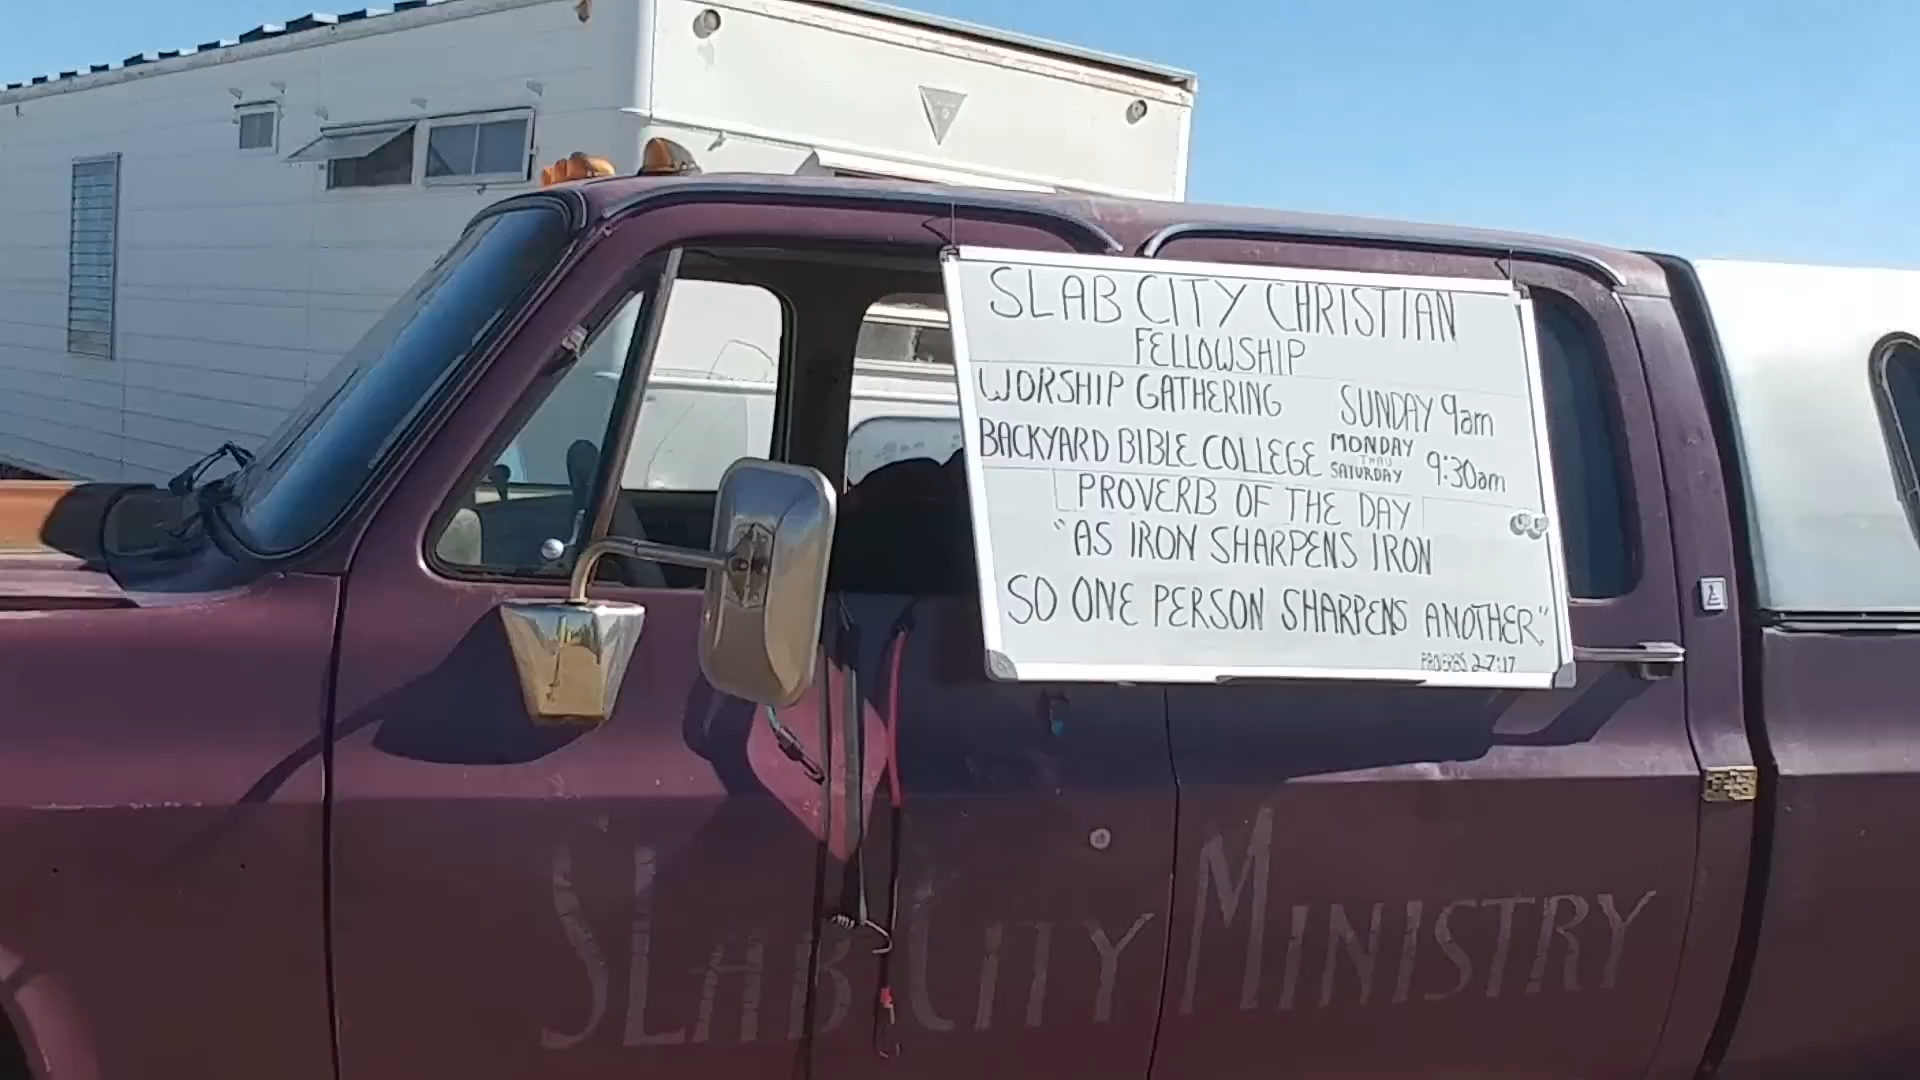 SLAB CITY CHRISTIAN
FELLOWSHIP
WORSHIP GATHERING SUNDAY 9am
BACKYARD BIBLE COLLEGE MONDAY THRU SATURDAY 9:30am
PROVERB OF THE DAY
"AS IRON SHARPENS IRON
SO ONE PERSON SHARPENS ANOTHER."
PROVERBS 27:17
SLAB CITY MINISTRY